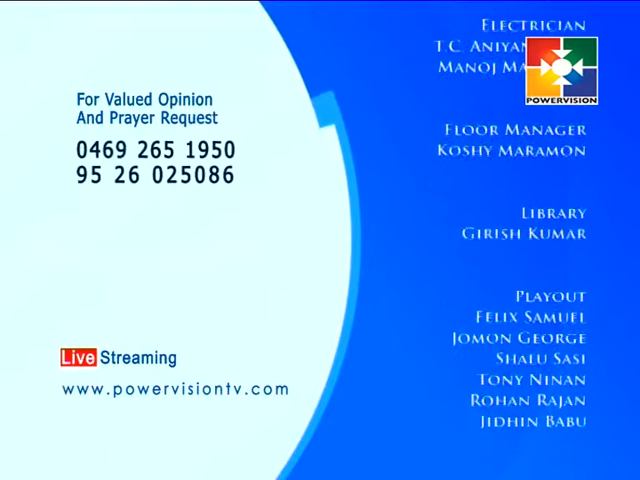 For Valued Opinion
And Prayer Request
0469 265 1950
95 26 025086
Live Streaming
www.powervisiontv.com
ELECTRICIAN
T.C.
MANOJ
POWERVISION
FLOOR MANAGER
KOSHY MARAMON
LIBRARY
GIRISH KUMAR
PLAYOUT
FELIX SAMUEL
JOMON GEORGE
SHALU SASI
TONY NINAN
ROHAN RAJAN
JIDHIN BABU